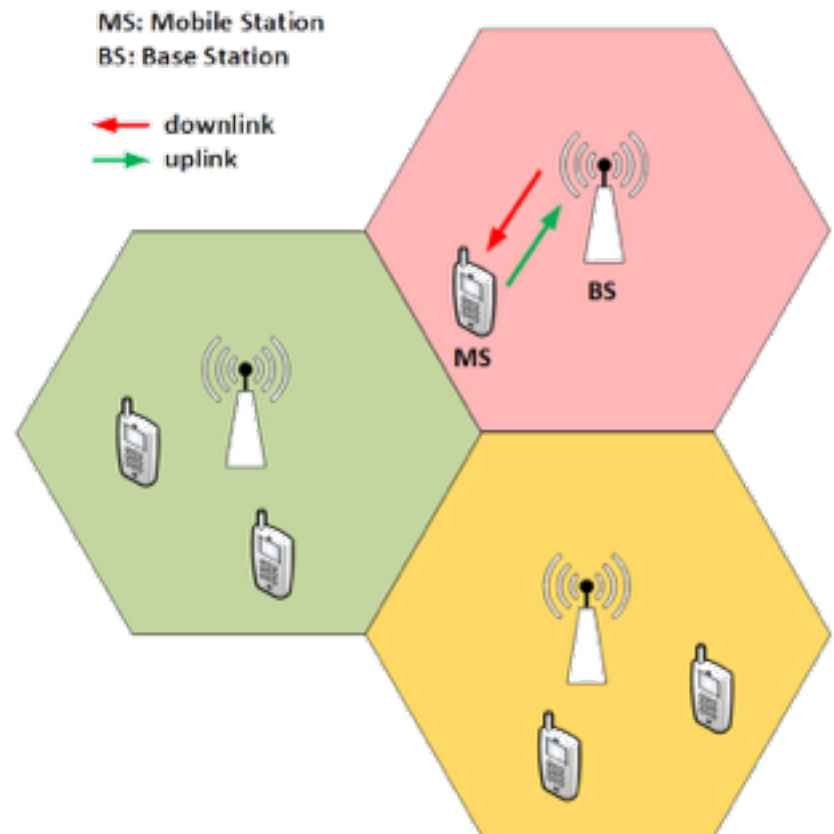 MS: Mobile Station
BS: Base Station
downlink
uplink
BS
MS